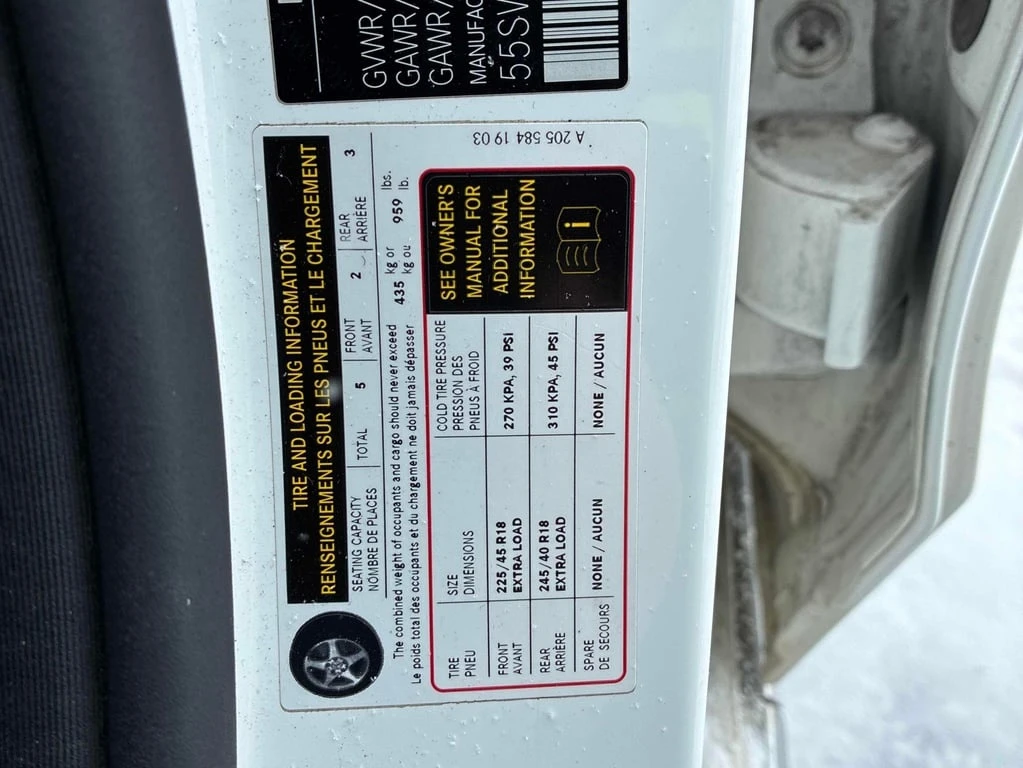 GVWR/
GAWR/
GAWR/
MANUFAC
55SW
TIRE AND LOADING INFORMATION
RENSEIGNEMENTS SUR LES PNEUS ET LE CHARGEMENT
SEATING CAPACITY TOTAL 5 FRONT 2 REAR 3
NOMBRE DE PLACES AVANT ARRIÈRE
The combined weight of occupants and cargo should never exceed 435 kg or 959 lbs.
Le poids total des occupants et du chargement ne doit jamais dépasser kg ou lb.
TIRE SIZE COLD TIRE PRESSURE
PNEU DIMENSIONS PRESSION DES
PNEUS À FROID
FRONT 225/45 R18 270 KPA, 39 PSI
AVANT EXTRA LOAD
REAR 245/40 R18 310 KPA, 45 PSI
ARRIÈRE EXTRA LOAD
SPARE NONE / AUCUN NONE / AUCUN
DE SECOURS
SEE OWNER'S
MANUAL FOR
ADDITIONAL
INFORMATION
i
A 205 584 19 03